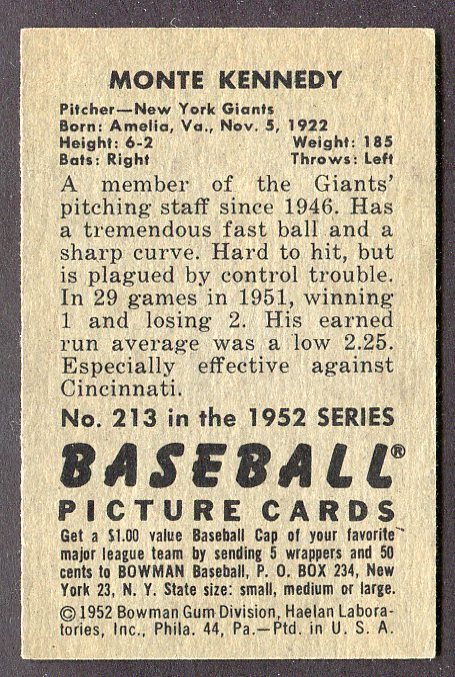 MONTE KENNEDY
Pitcher—New York Giants
Born: Amelia, Va., Nov. 5, 1922
Height: 6-2 Weight: 185
Bats: Right Throws: Left
A member of the Giants'
pitching staff since 1946. Has
a tremendous fast ball and a
sharp curve. Hard to hit, but
is plagued by control trouble.
In 29 games in 1951, winning
1 and losing 2. His earned
run average was a low 2.25.
Especially effective against
Cincinnati.
No. 213 in the 1952 SERIES
BASEBALL®
PICTURE CARDS
Get a $1.00 value Baseball Cap of your favorite
major league team by sending 5 wrappers and 50
cents to BOWMAN Baseball, P. O. BOX 234, New
York 23, N. Y. State size: small, medium or large.
© 1952 Bowman Gum Division, Haelan Labora-
tories, Inc., Phila. 44, Pa.—Ptd. in U. S. A.